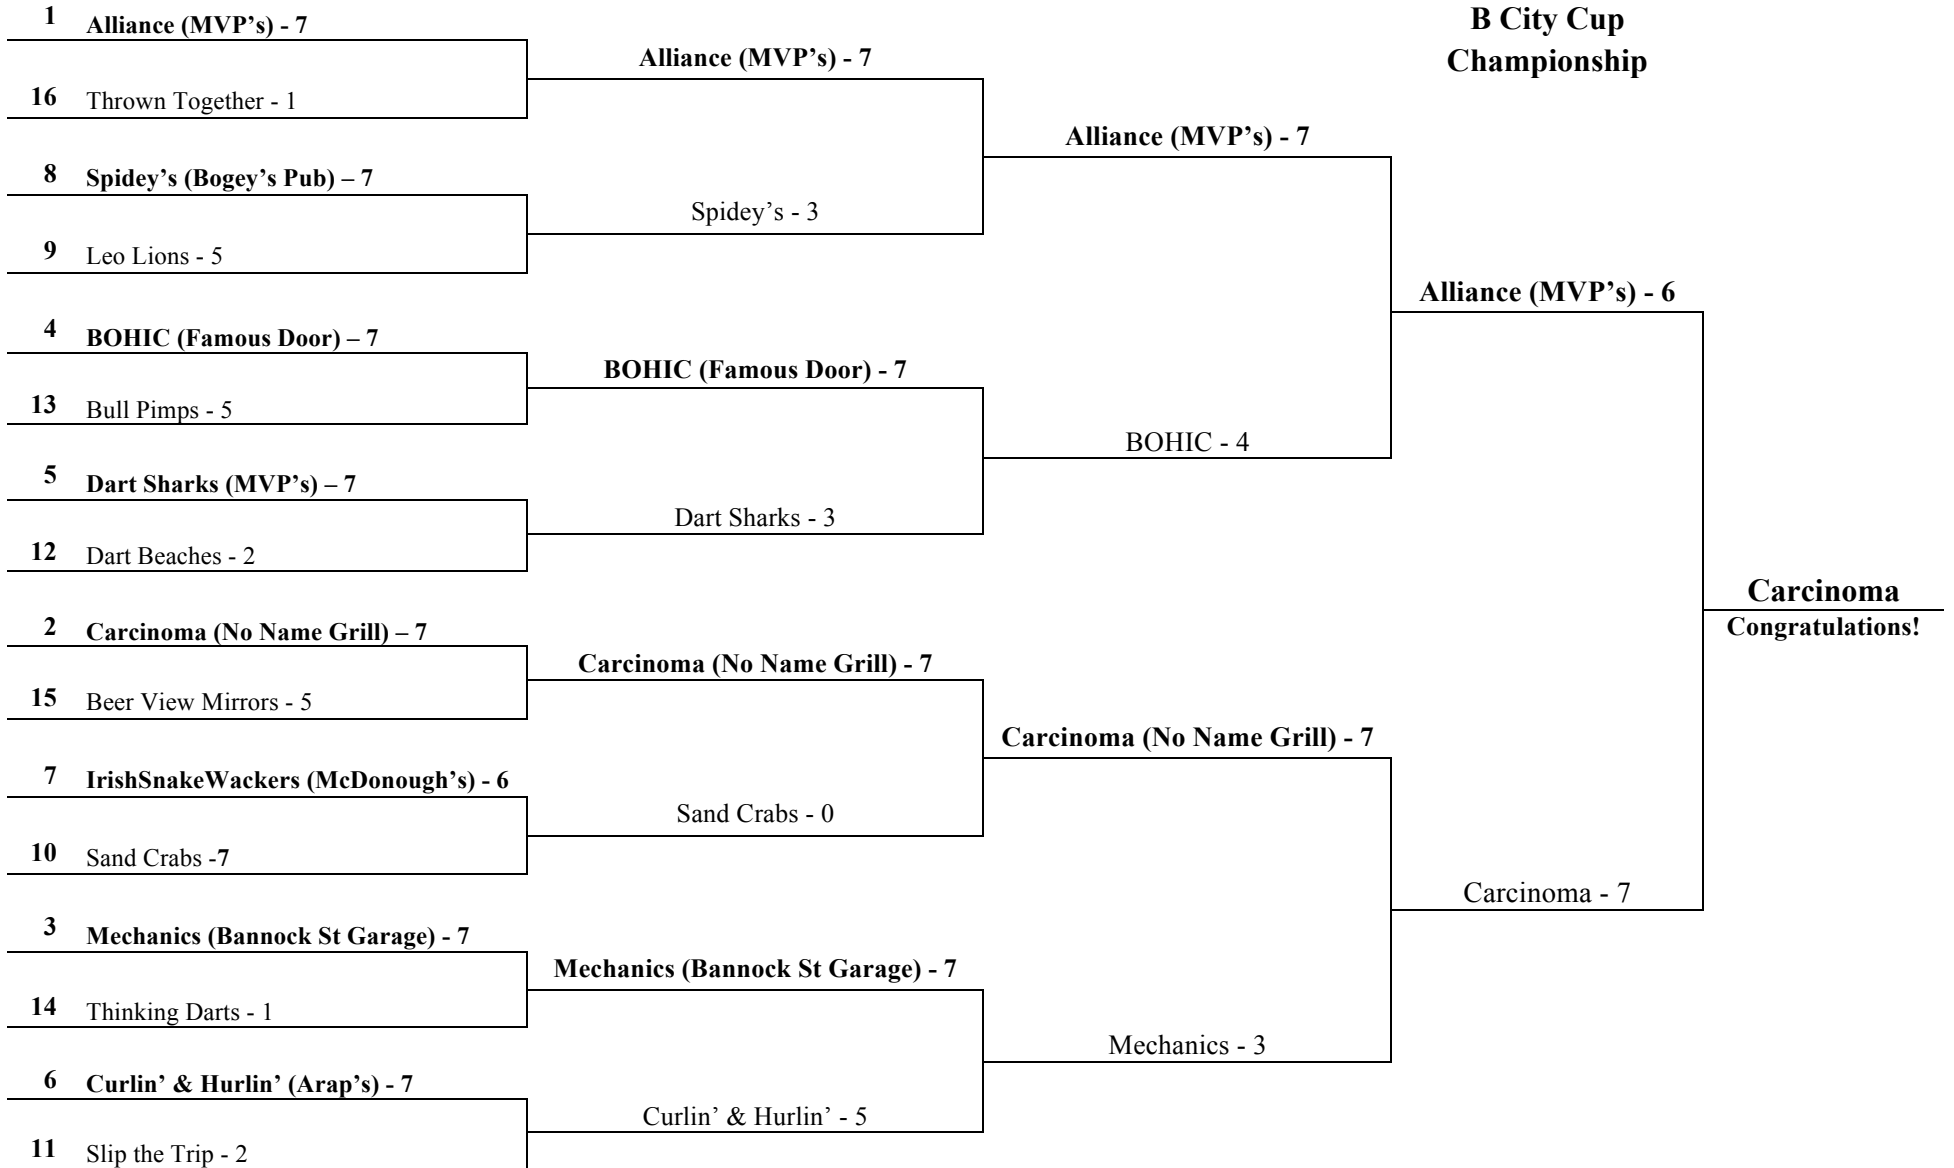 B City Cup
Championship
1 Alliance (MVP’s) - 7
16 Thrown Together - 1
8 Spidey’s (Bogey’s Pub) – 7
9 Leo Lions - 5
4 BOHIC (Famous Door) – 7
13 Bull Pimps - 5
5 Dart Sharks (MVP’s) – 7
12 Dart Beaches - 2
2 Carcinoma (No Name Grill) – 7
15 Beer View Mirrors - 5
7 IrishSnakeWackers (McDonough’s) - 6
10 Sand Crabs -7
3 Mechanics (Bannock St Garage) - 7
14 Thinking Darts - 1
6 Curlin’ & Hurlin’ (Arap’s) - 7
11 Slip the Trip - 2
Alliance (MVP’s) - 7
Spidey’s - 3
BOHIC (Famous Door) - 7
Dart Sharks - 3
Carcinoma (No Name Grill) - 7
Sand Crabs - 0
Mechanics (Bannock St Garage) - 7
Curlin’ & Hurlin’ - 5
Alliance (MVP’s) - 7
BOHIC - 4
Carcinoma (No Name Grill) - 7
Mechanics - 3
Alliance (MVP’s) - 6
Carcinoma - 7
Carcinoma
Congratulations!